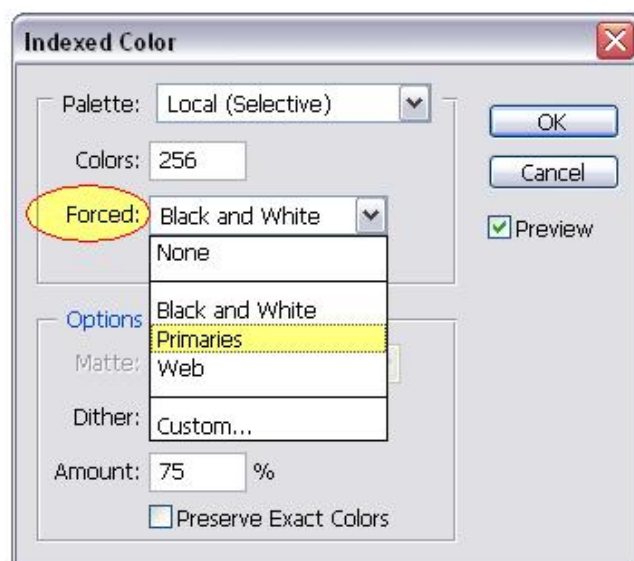 Indexed Color
Palette: Local (Selective)
OK
Colors: 256
Cancel
Forced: Black and White
Preview
None
Black and White
Options
Primaries
Matte:
Web
Dither:
Custom...
Amount: 75 %
Preserve Exact Colors